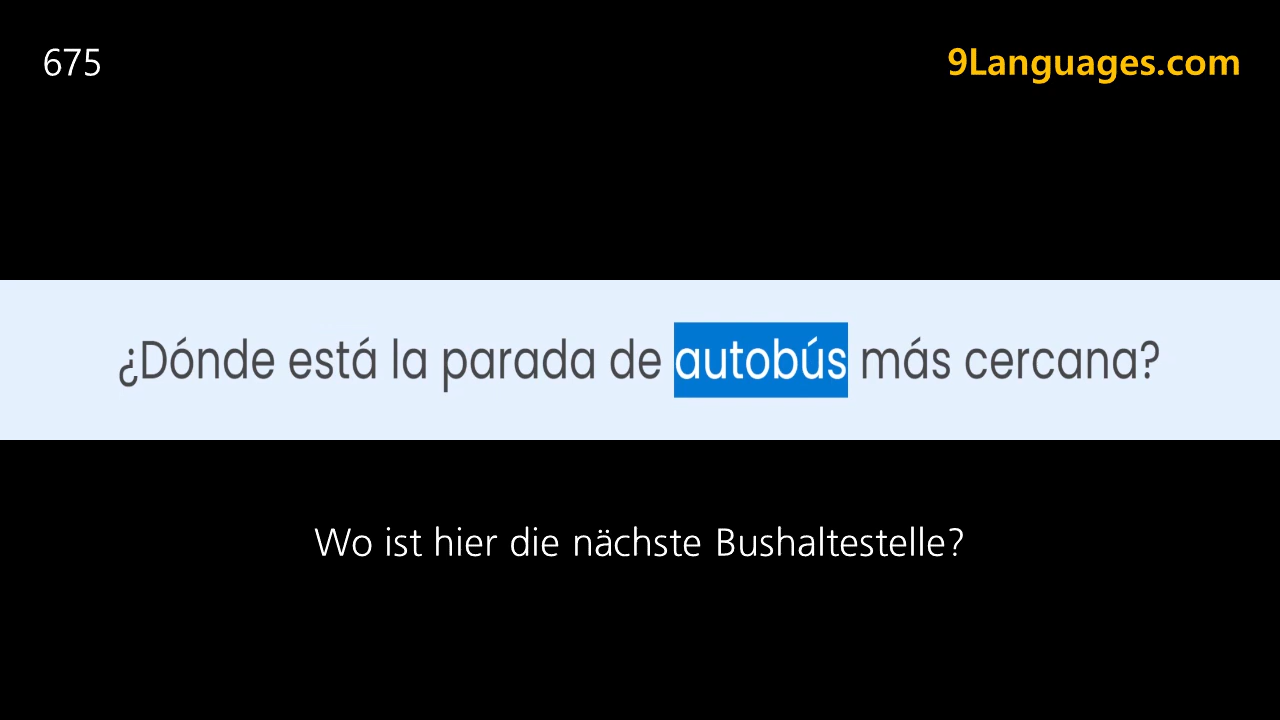 675
9Languages.com
¿Dónde está la parada de autobús más cercana?
Wo ist hier die nächste Bushaltestelle?